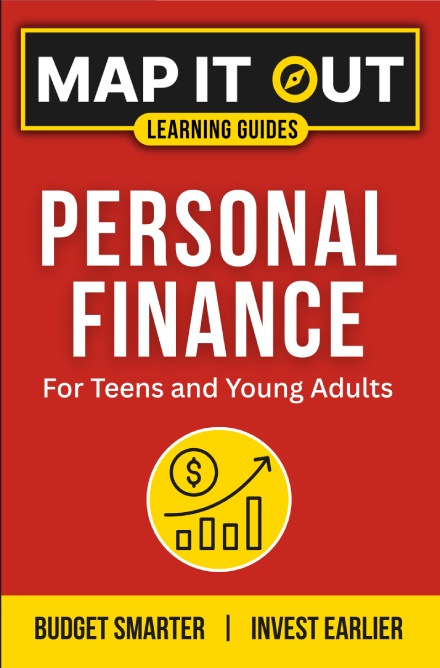 MAP IT OUT
LEARNING GUIDES
PERSONAL
FINANCE
For Teens and Young Adults
$
BUDGET SMARTER | INVEST EARLIER